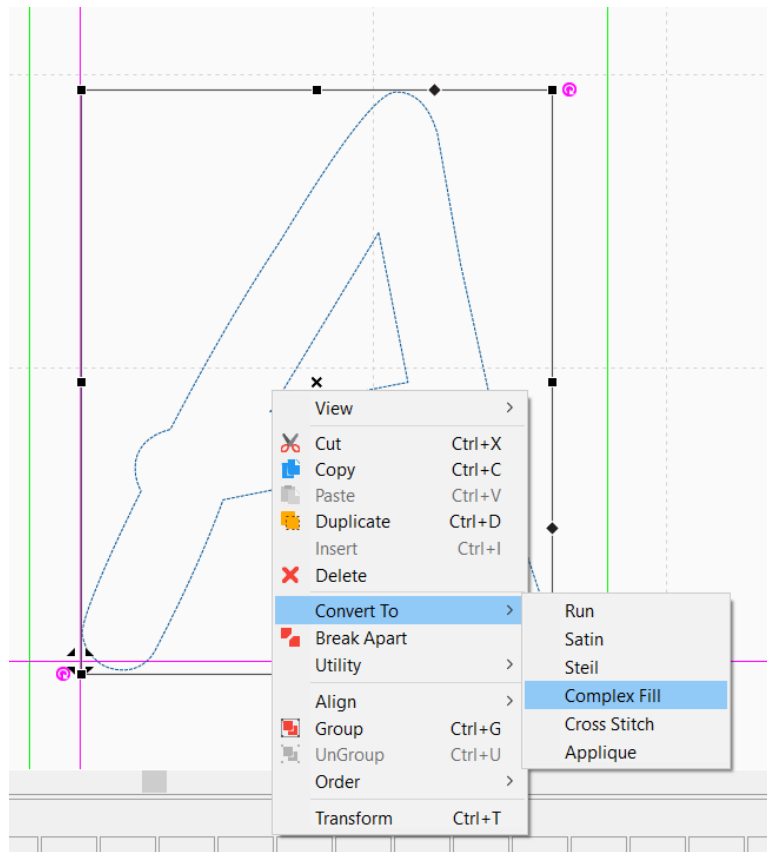 View
Cut Ctrl+X
Copy Ctrl+C
Paste Ctrl+V
Duplicate Ctrl+D
Insert Ctrl+I
Delete
Convert To
Break Apart
Utility
Align
Group Ctrl+G
UnGroup Ctrl+U
Order
Transform Ctrl+T
Run
Satin
Steil
Complex Fill
Cross Stitch
Applique